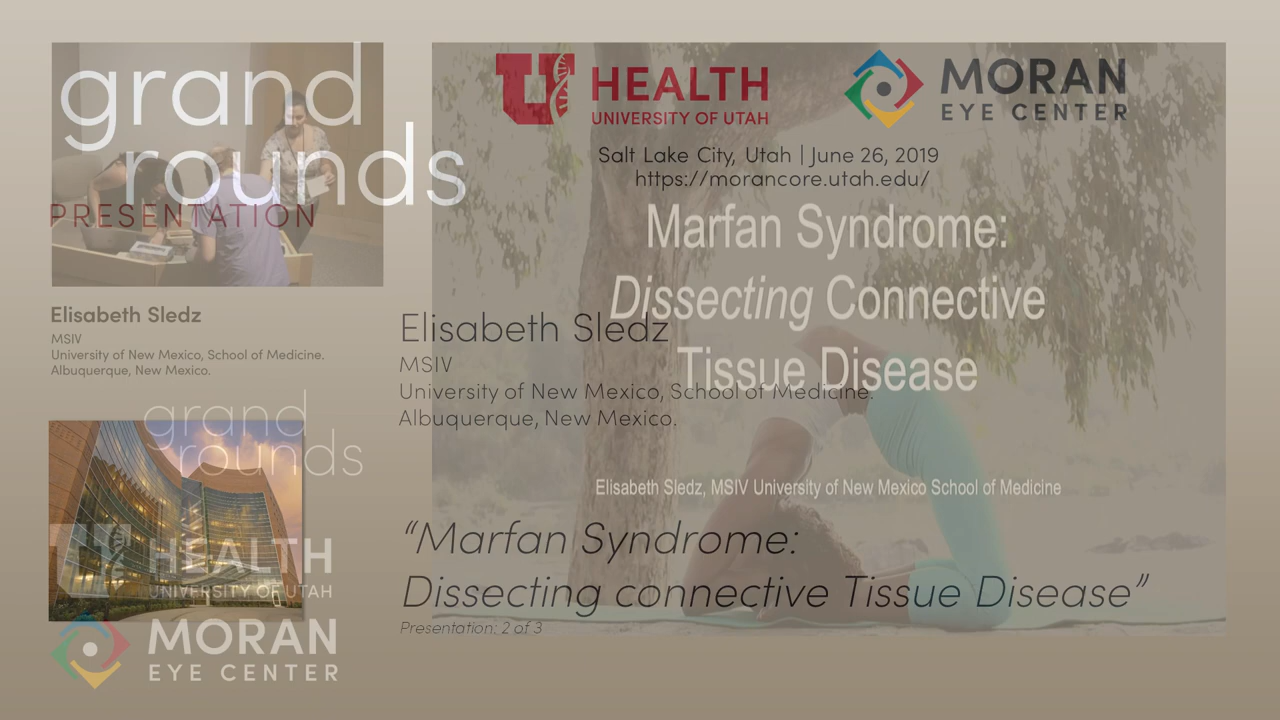 grand
rounds
PRESENTATION
Elisabeth Sledz
MSIV
University of New Mexico, School of Medicine.
Albuquerque, New Mexico.
grand
rounds
HEALTH
UNIVERSITY OF UTAH
MORAN
EYE CENTER
HEALTH
UNIVERSITY OF UTAH
MORAN
EYE CENTER
Salt Lake City, Utah | June 26, 2019
https://morancore.utah.edu/
Marfan Syndrome:
Dissecting Connective
Tissue Disease
Elisabeth Sledz
MSIV
University of New Mexico, School of Medicine.
Albuquerque, New Mexico.
Elisabeth Sledz, MSIV University of New Mexico School of Medicine
“Marfan Syndrome:
Dissecting connective Tissue Disease”
Presentation: 2 of 3